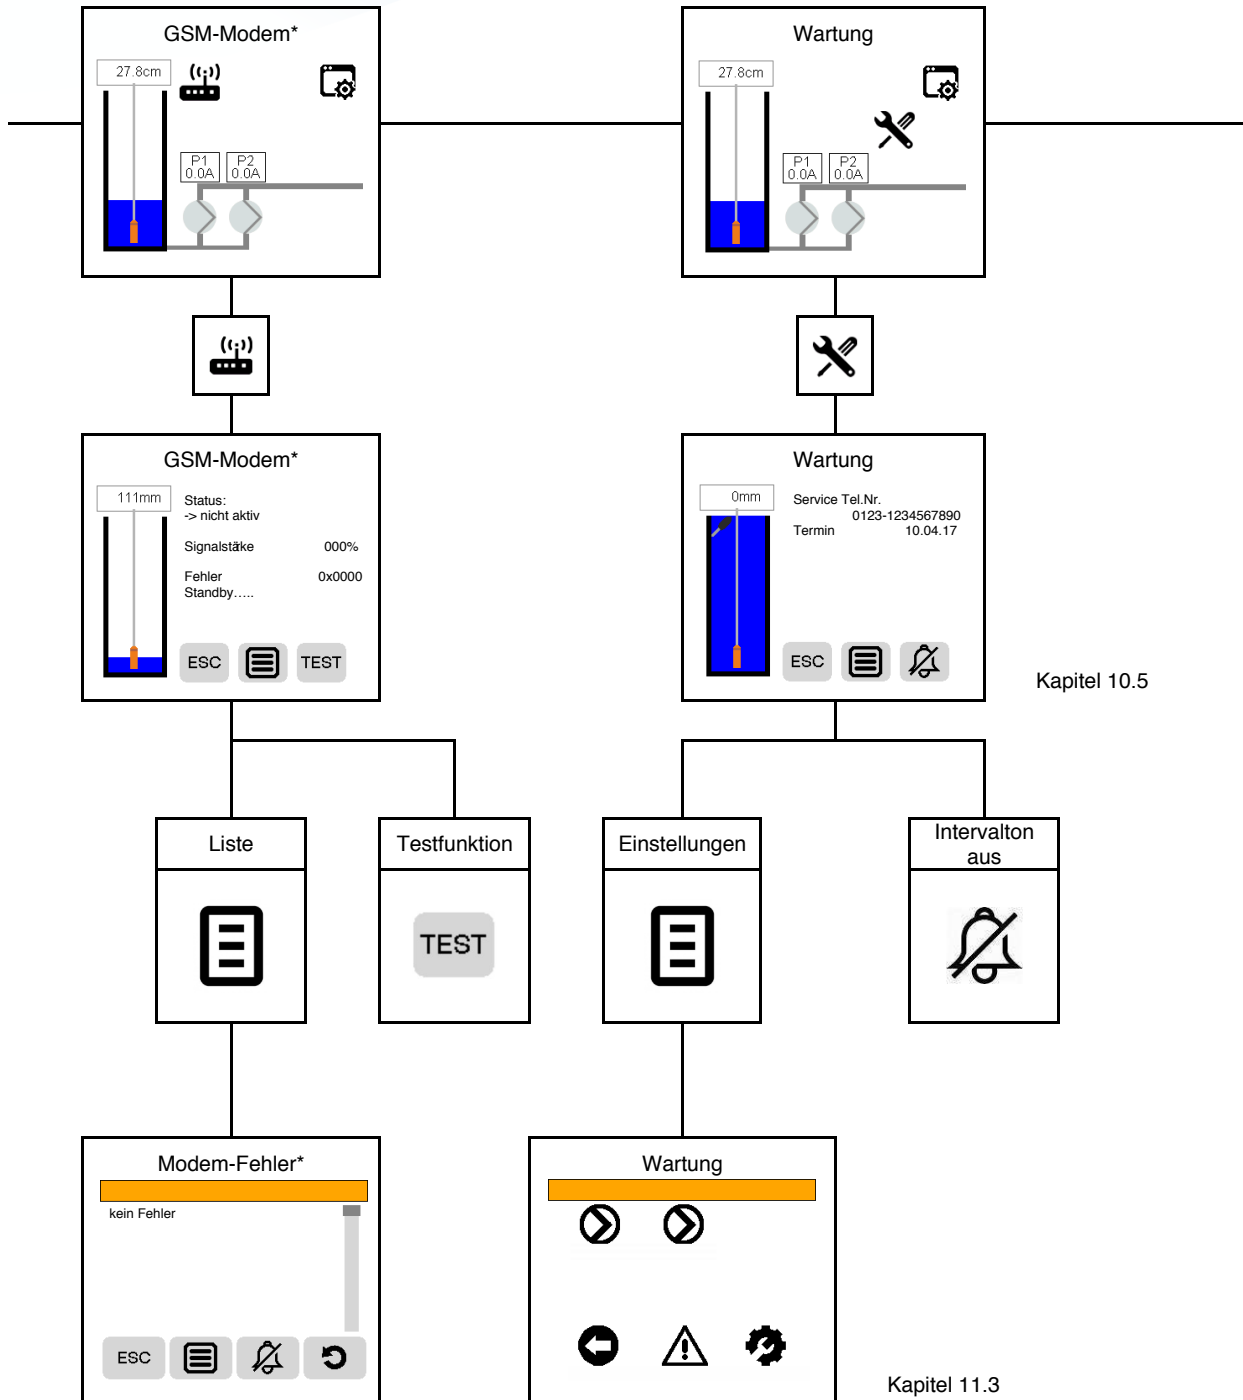 GSM-Modem*
27.8cm
P1
0.0A
P2
0.0A
Wartung
27.8cm
P1
0.0A
P2
0.0A
GSM-Modem*
111mm
Status:
-> nicht aktiv
Signalstärke 000%
Fehler 0x0000
Standby.....
ESC
TEST
Wartung
0mm
Service Tel.Nr.
0123-1234567890
Termin 10.04.17
ESC
Kapitel 10.5
Liste
Testfunktion
TEST
Einstellungen
Intervalton
aus
Modem-Fehler*
kein Fehler
ESC
Wartung
Kapitel 11.3